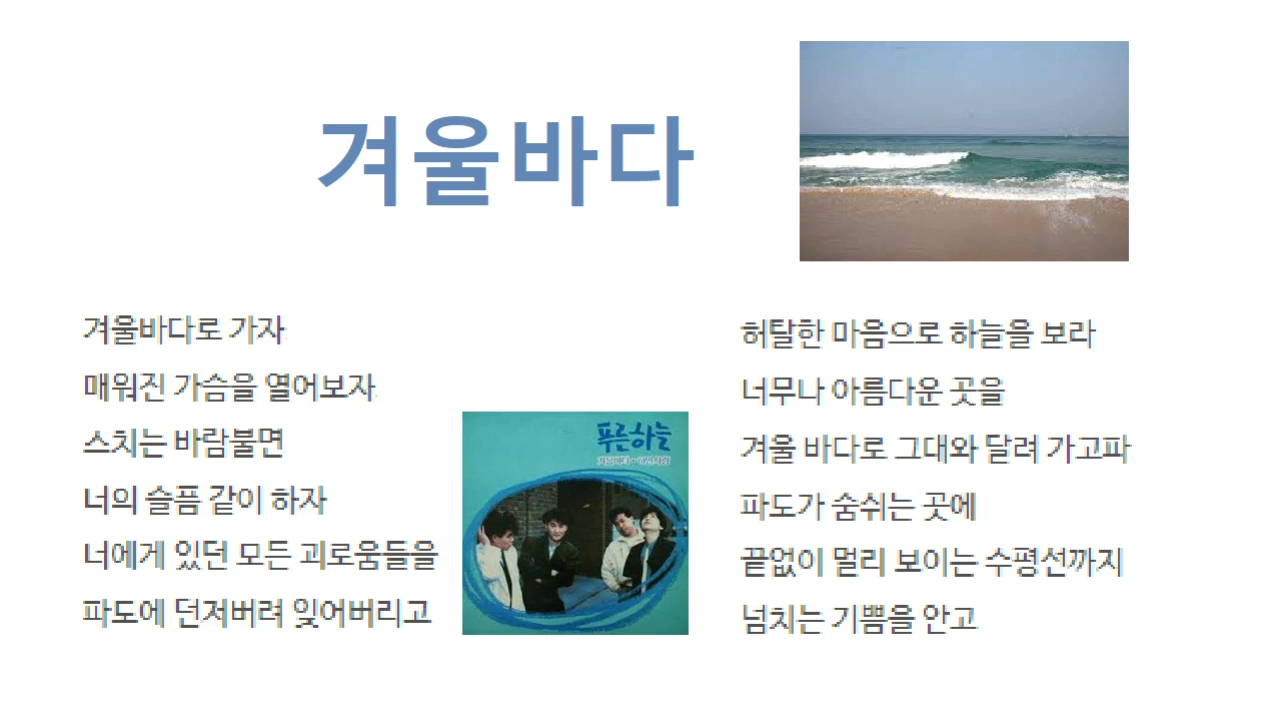 겨울바다
겨울바다로 가자
매워진 가슴을 열어보자
스치는 바람불면
너의 슬픔 같이 하자
너에게 있던 모든 괴로움들을
파도에 던져버려 잊어버리고
푸른하늘
겨울바다·
허탈한 마음으로 하늘을 보라
너무나 아름다운 곳을
겨울 바다로 그대와 달려 가고파
파도가 숨쉬는 곳에
끝없이 멀리 보이는 수평선까지
넘치는 기쁨을 안고